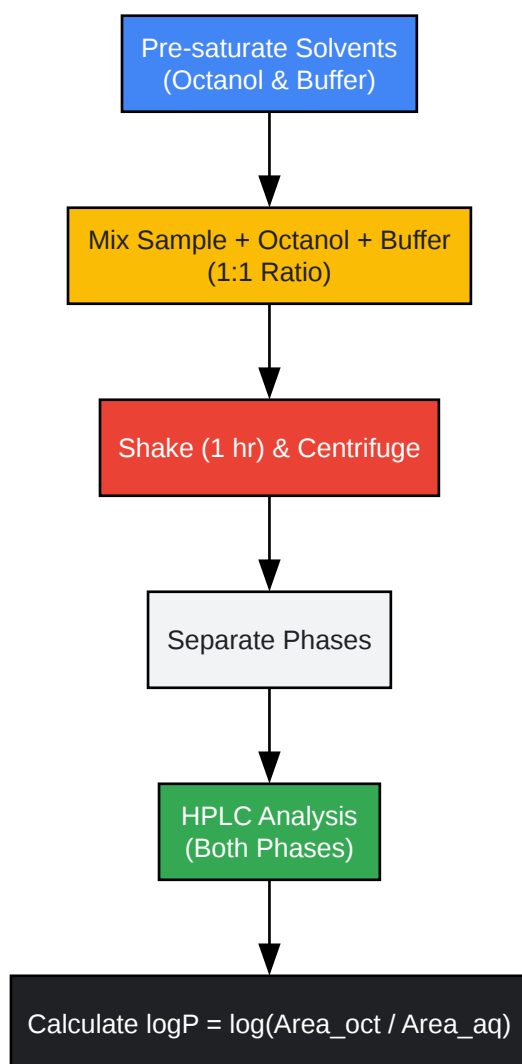 Pre-saturate Solvents
(Octanol & Buffer)
Mix Sample + Octanol + Buffer
(1:1 Ratio)
Shake (1 hr) & Centrifuge
Separate Phases
HPLC Analysis
(Both Phases)
Calculate logP = log(Area_oct / Area_aq)